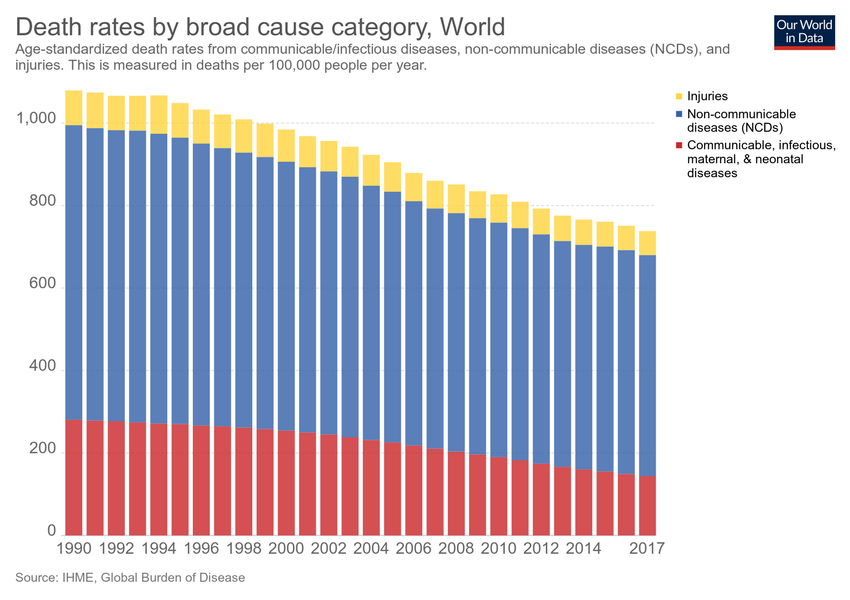 Death rates by broad cause category, World
Our World
in Data
Age-standardized death rates from communicable/infectious diseases, non-communicable diseases (NCDs), and
injuries. This is measured in deaths per 100,000 people per year.
Injuries
Non-communicable
diseases (NCDs)
Communicable, infectious,
maternal, & neonatal
diseases
1,000
800
600
400
200
0
1990 1992 1994 1996 1998 2000 2002 2004 2006 2008 2010 2012 2014 2017
Source: IHME, Global Burden of Disease